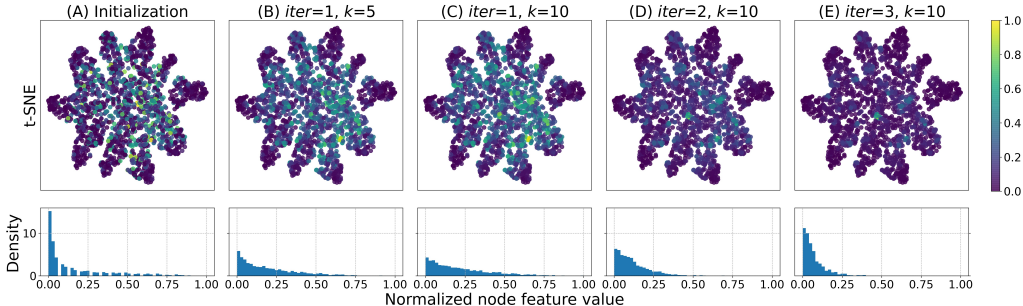 (A) Initialization
(B) iter=1, k=5
(C) iter=1, k=10
(D) iter=2, k=10
(E) iter=3, k=10
t-SNE
1.0
0.8
0.6
0.4
0.2
0.0
Density
10
0
0.00 0.25 0.50 0.75 1.00
0.00 0.25 0.50 0.75 1.00
0.00 0.25 0.50 0.75 1.00
0.00 0.25 0.50 0.75 1.00
0.00 0.25 0.50 0.75 1.00
Normalized node feature value